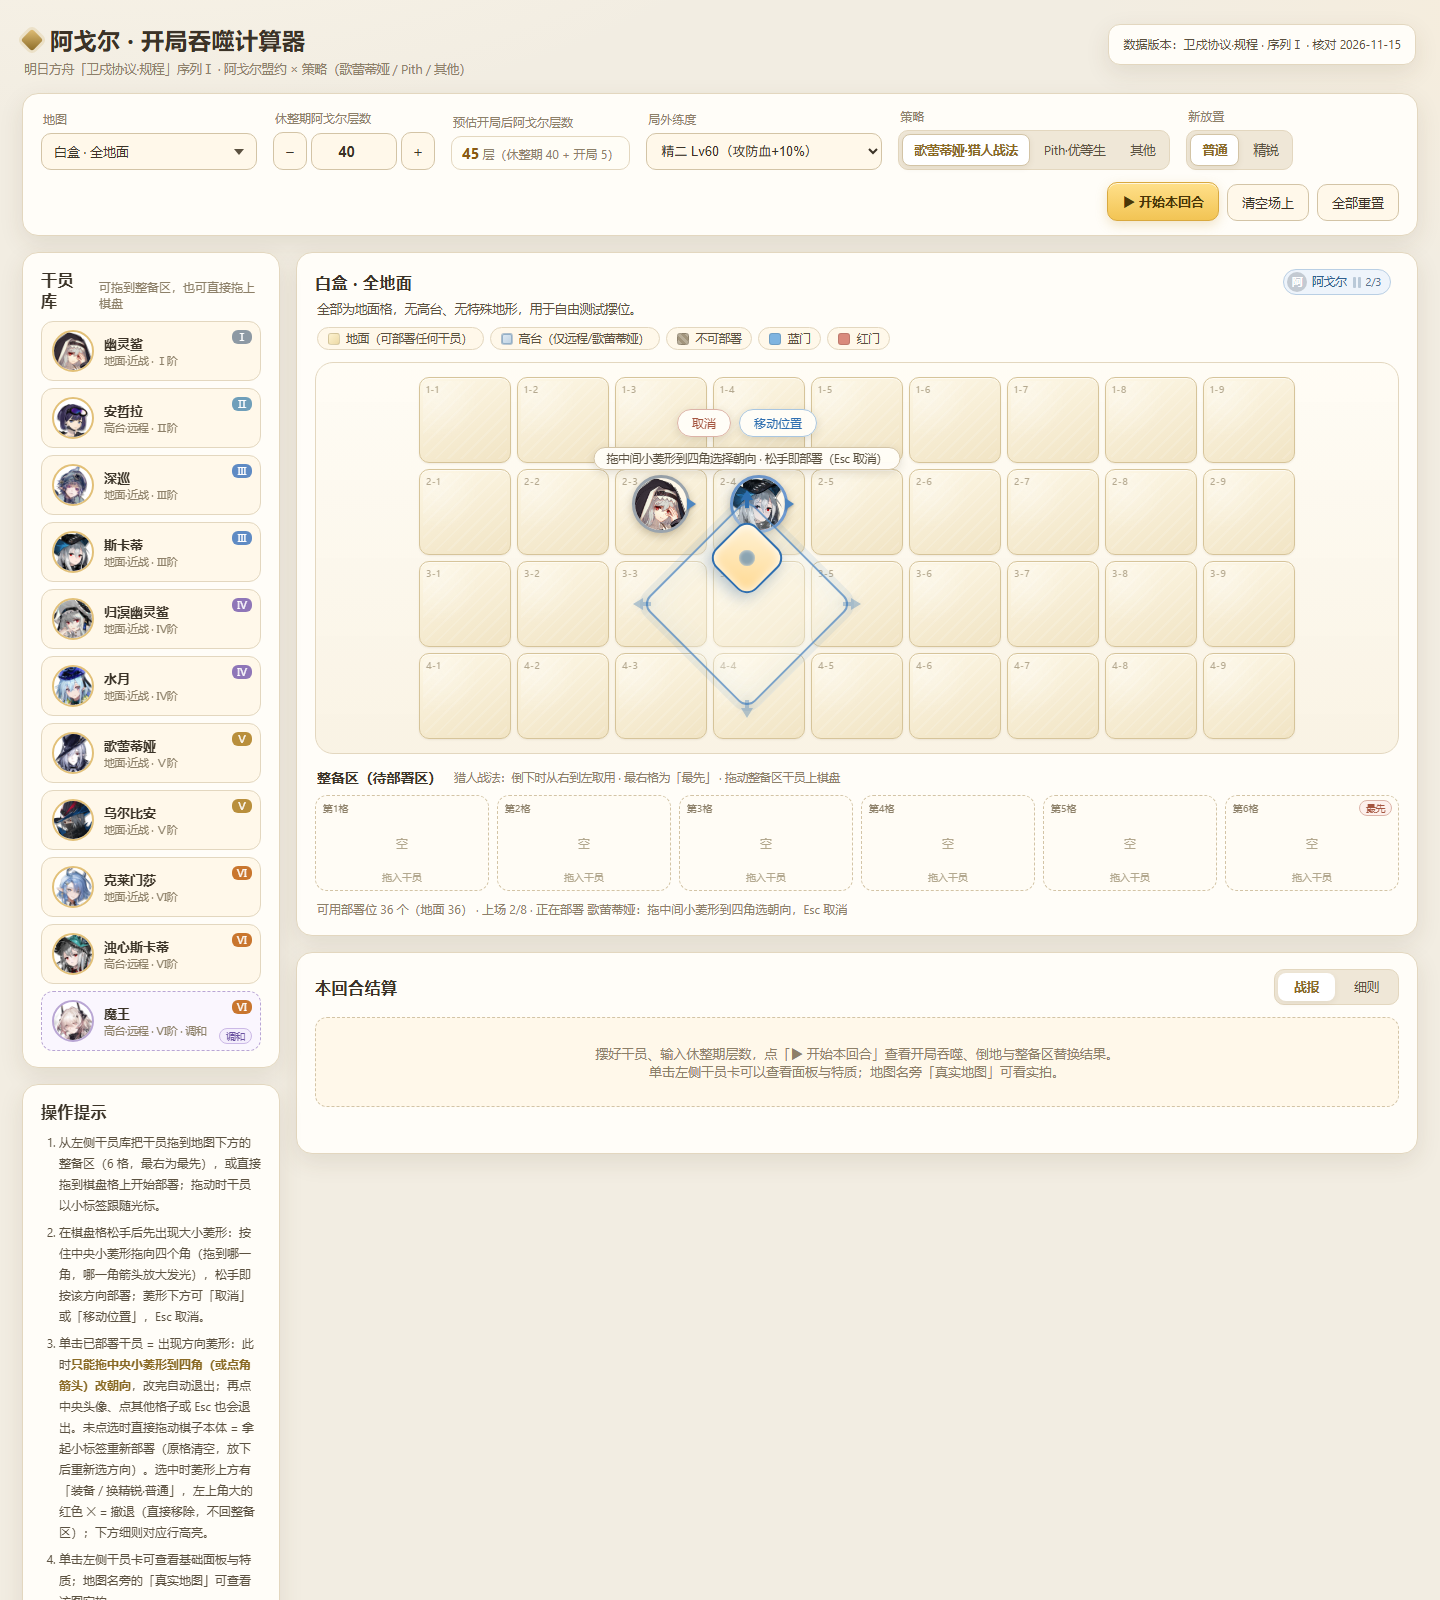 阿戈尔 · 开局吞噬计算器
明日方舟「卫戍协议·规程」序列 I · 阿戈尔盟约 × 策略（歌蕾蒂娅 / Pith / 其他）
数据版本：卫戍协议·规程 · 序列 I · 核对 2026-11-15
地图
白盒 · 全地面
休整期阿戈尔层数
− 40 +
预估开局后阿戈尔层数
45 层（休整期 40 + 开局 5）
局外练度
精二 Lv60（攻防血+10%）
策略
歌蕾蒂娅·猎人战法 Pith·优等生 其他
新放置
普通 精锐
▶ 开始本回合 清空场上 全部重置
干员库
可拖到整备区，也可直接拖上棋盘
幽灵鲨 I
地面·近战 · I阶
安哲拉 II
高台·远程 · II阶
深巡 III
地面·近战 · III阶
斯卡蒂 III
地面·近战 · III阶
归溟幽灵鲨 IV
地面·近战 · IV阶
水月 IV
地面·近战 · IV阶
歌蕾蒂娅 V
地面·近战 · V阶
乌尔比安 V
地面·近战 · V阶
克莱门莎 VI
地面·近战 · VI阶
浊心斯卡蒂 VI
高台·远程 · VI阶
魔王 VI
高台·远程 · VI阶 · 调和 调和
操作提示
1. 从左侧干员库把干员拖到地图下方的
整备区（6 格，最右为最先），或直接
拖到棋盘格上开始部署；拖动时干员
以小标签跟随光标。
2. 在棋盘格松手后先出现大小菱形：按
住中央小菱形拖向四个角（拖到哪一
角，哪一角箭头放大发光），松手即
按该方向部署；菱形下方可「取消」
或「移动位置」，Esc 取消。
3. 单击已部署干员 = 出现方向菱形：此
时只能拖中央小菱形到四角（或点角
箭头）改朝向，改完自动退出；再点
中央头像、点其他格子或 Esc 也会退
出。未点选时直接拖动棋子本体 = 拿
起小标签重新部署（原格清空，放下
后重新选方向）。选中时菱形上方有
「装备 / 换精锐·普通」，左上角大的
红色 ✕ = 撤退（直接移除，不回整备
区）；下方细则对应行高亮。
4. 单击左侧干员卡可查看基础面板与特
质；地图名旁的「真实地图」可查看
白盒 · 全地面
阿 阿戈尔 2/3
全部为地面格，无高台、无特殊地形，用于自由测试摆位。
地面（可部署任何干员） 高台（仅远程/歌蕾蒂娅） 不可部署 蓝门 红门
1-1 1-2 1-3 1-4 1-5 1-6 1-7 1-8 1-9
取消 移动位置
拖中间小菱形到四角选择朝向 · 松手即部署（Esc 取消）
2-1 2-2 2-3 2-4 2-5 2-6 2-7 2-8 2-9
3-1 3-2 3-3 3-5 3-6 3-7 3-8 3-9
4-1 4-2 4-3 4-4 4-5 4-6 4-7 4-8 4-9
整备区（待部署区） 猎人战法：倒下时从右到左取用 · 最右格为「最先」 · 拖动整备区干员上棋盘
第1格 第2格 第3格 第4格 第5格 第6格 最先
空 空 空 空 空 空
拖入干员 拖入干员 拖入干员 拖入干员 拖入干员 拖入干员
可用部署位 36 个（地面 36） · 上场 2/8 · 正在部署 歌蕾蒂娅：拖中间小菱形到四角选朝向，Esc 取消
本回合结算
战报 细则
摆好干员、输入休整期层数，点「▶ 开始本回合」查看开局吞噬、倒地与整备区替换结果。
单击左侧干员卡可以查看面板与特质；地图名旁「真实地图」可看实拍。